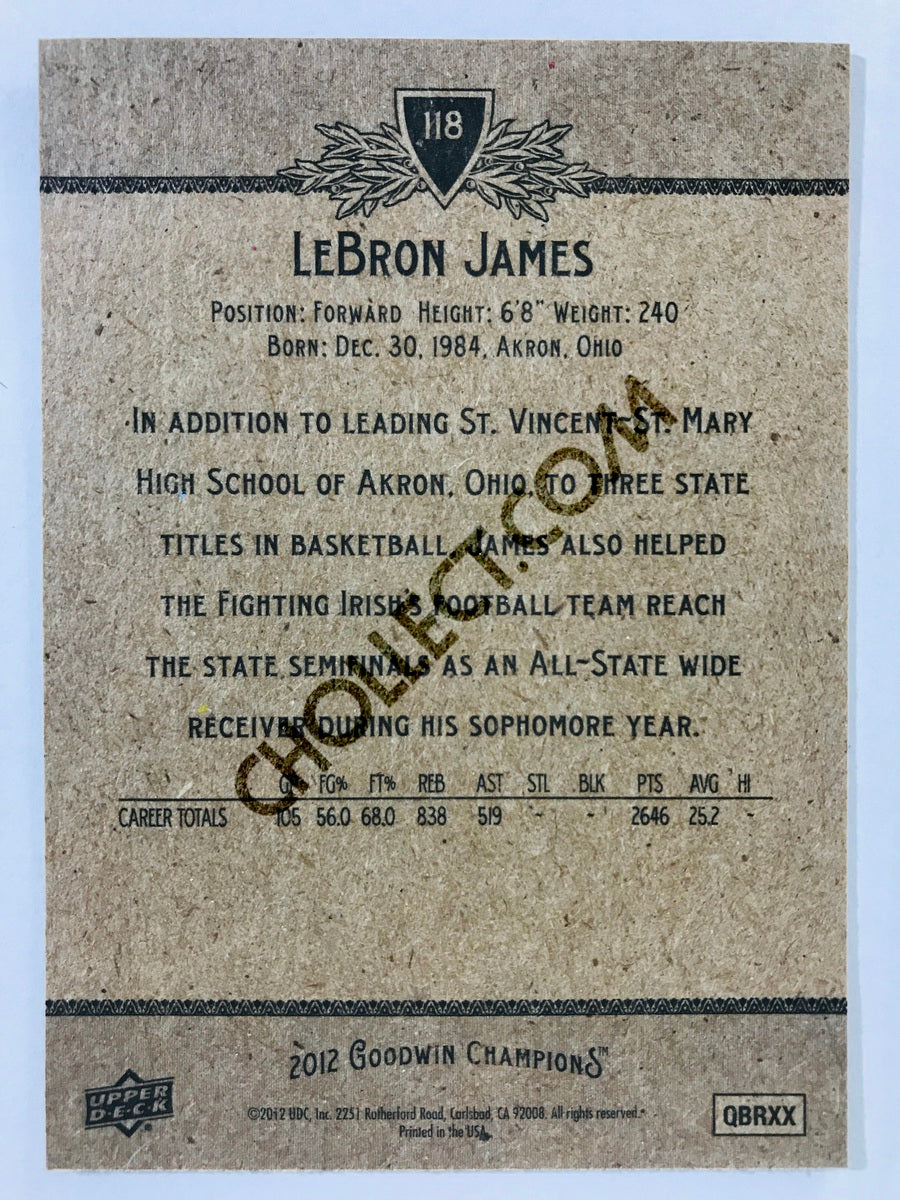 118
LeBron James
Position: Forward Height: 6'8" Weight: 240
Born: Dec. 30, 1984, Akron, Ohio
In addition to leading St. Vincent-St. Mary
High School of Akron, Ohio, to three state
titles in basketball, James also helped
the Fighting Irish's football team reach
the state semifinals as an All-State wide
receiver during his sophomore year.
GP FG% FT% REB AST STL BLK PTS AVG HI
CAREER TOTALS 105 56.0 68.0 838 519 - - 2646 25.2 -
CHOLLECT.COM
2012 Goodwin Champions™
UPPER DECK
©2012 UDC, Inc. 2251 Rutherford Road, Carlsbad, CA 92008. All rights reserved.
Printed in the USA.
QBRXX